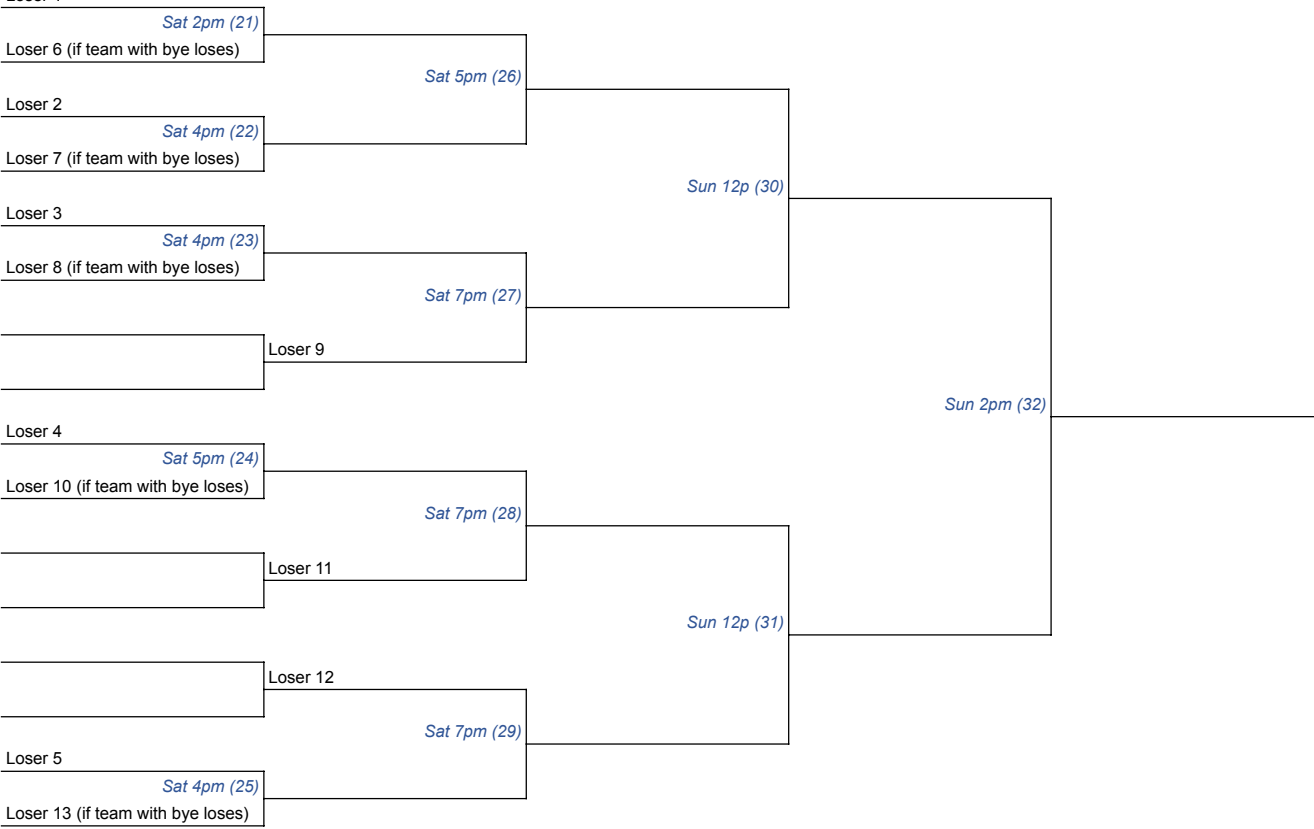 Sat 2pm (21)
Loser 6 (if team with bye loses)
Sat 5pm (26)
Loser 2
Sat 4pm (22)
Loser 7 (if team with bye loses)
Sun 12p (30)
Loser 3
Sat 4pm (23)
Loser 8 (if team with bye loses)
Sat 7pm (27)
Loser 9
Sun 2pm (32)
Loser 4
Sat 5pm (24)
Loser 10 (if team with bye loses)
Sat 7pm (28)
Loser 11
Sun 12p (31)
Loser 12
Sat 7pm (29)
Loser 5
Sat 4pm (25)
Loser 13 (if team with bye loses)